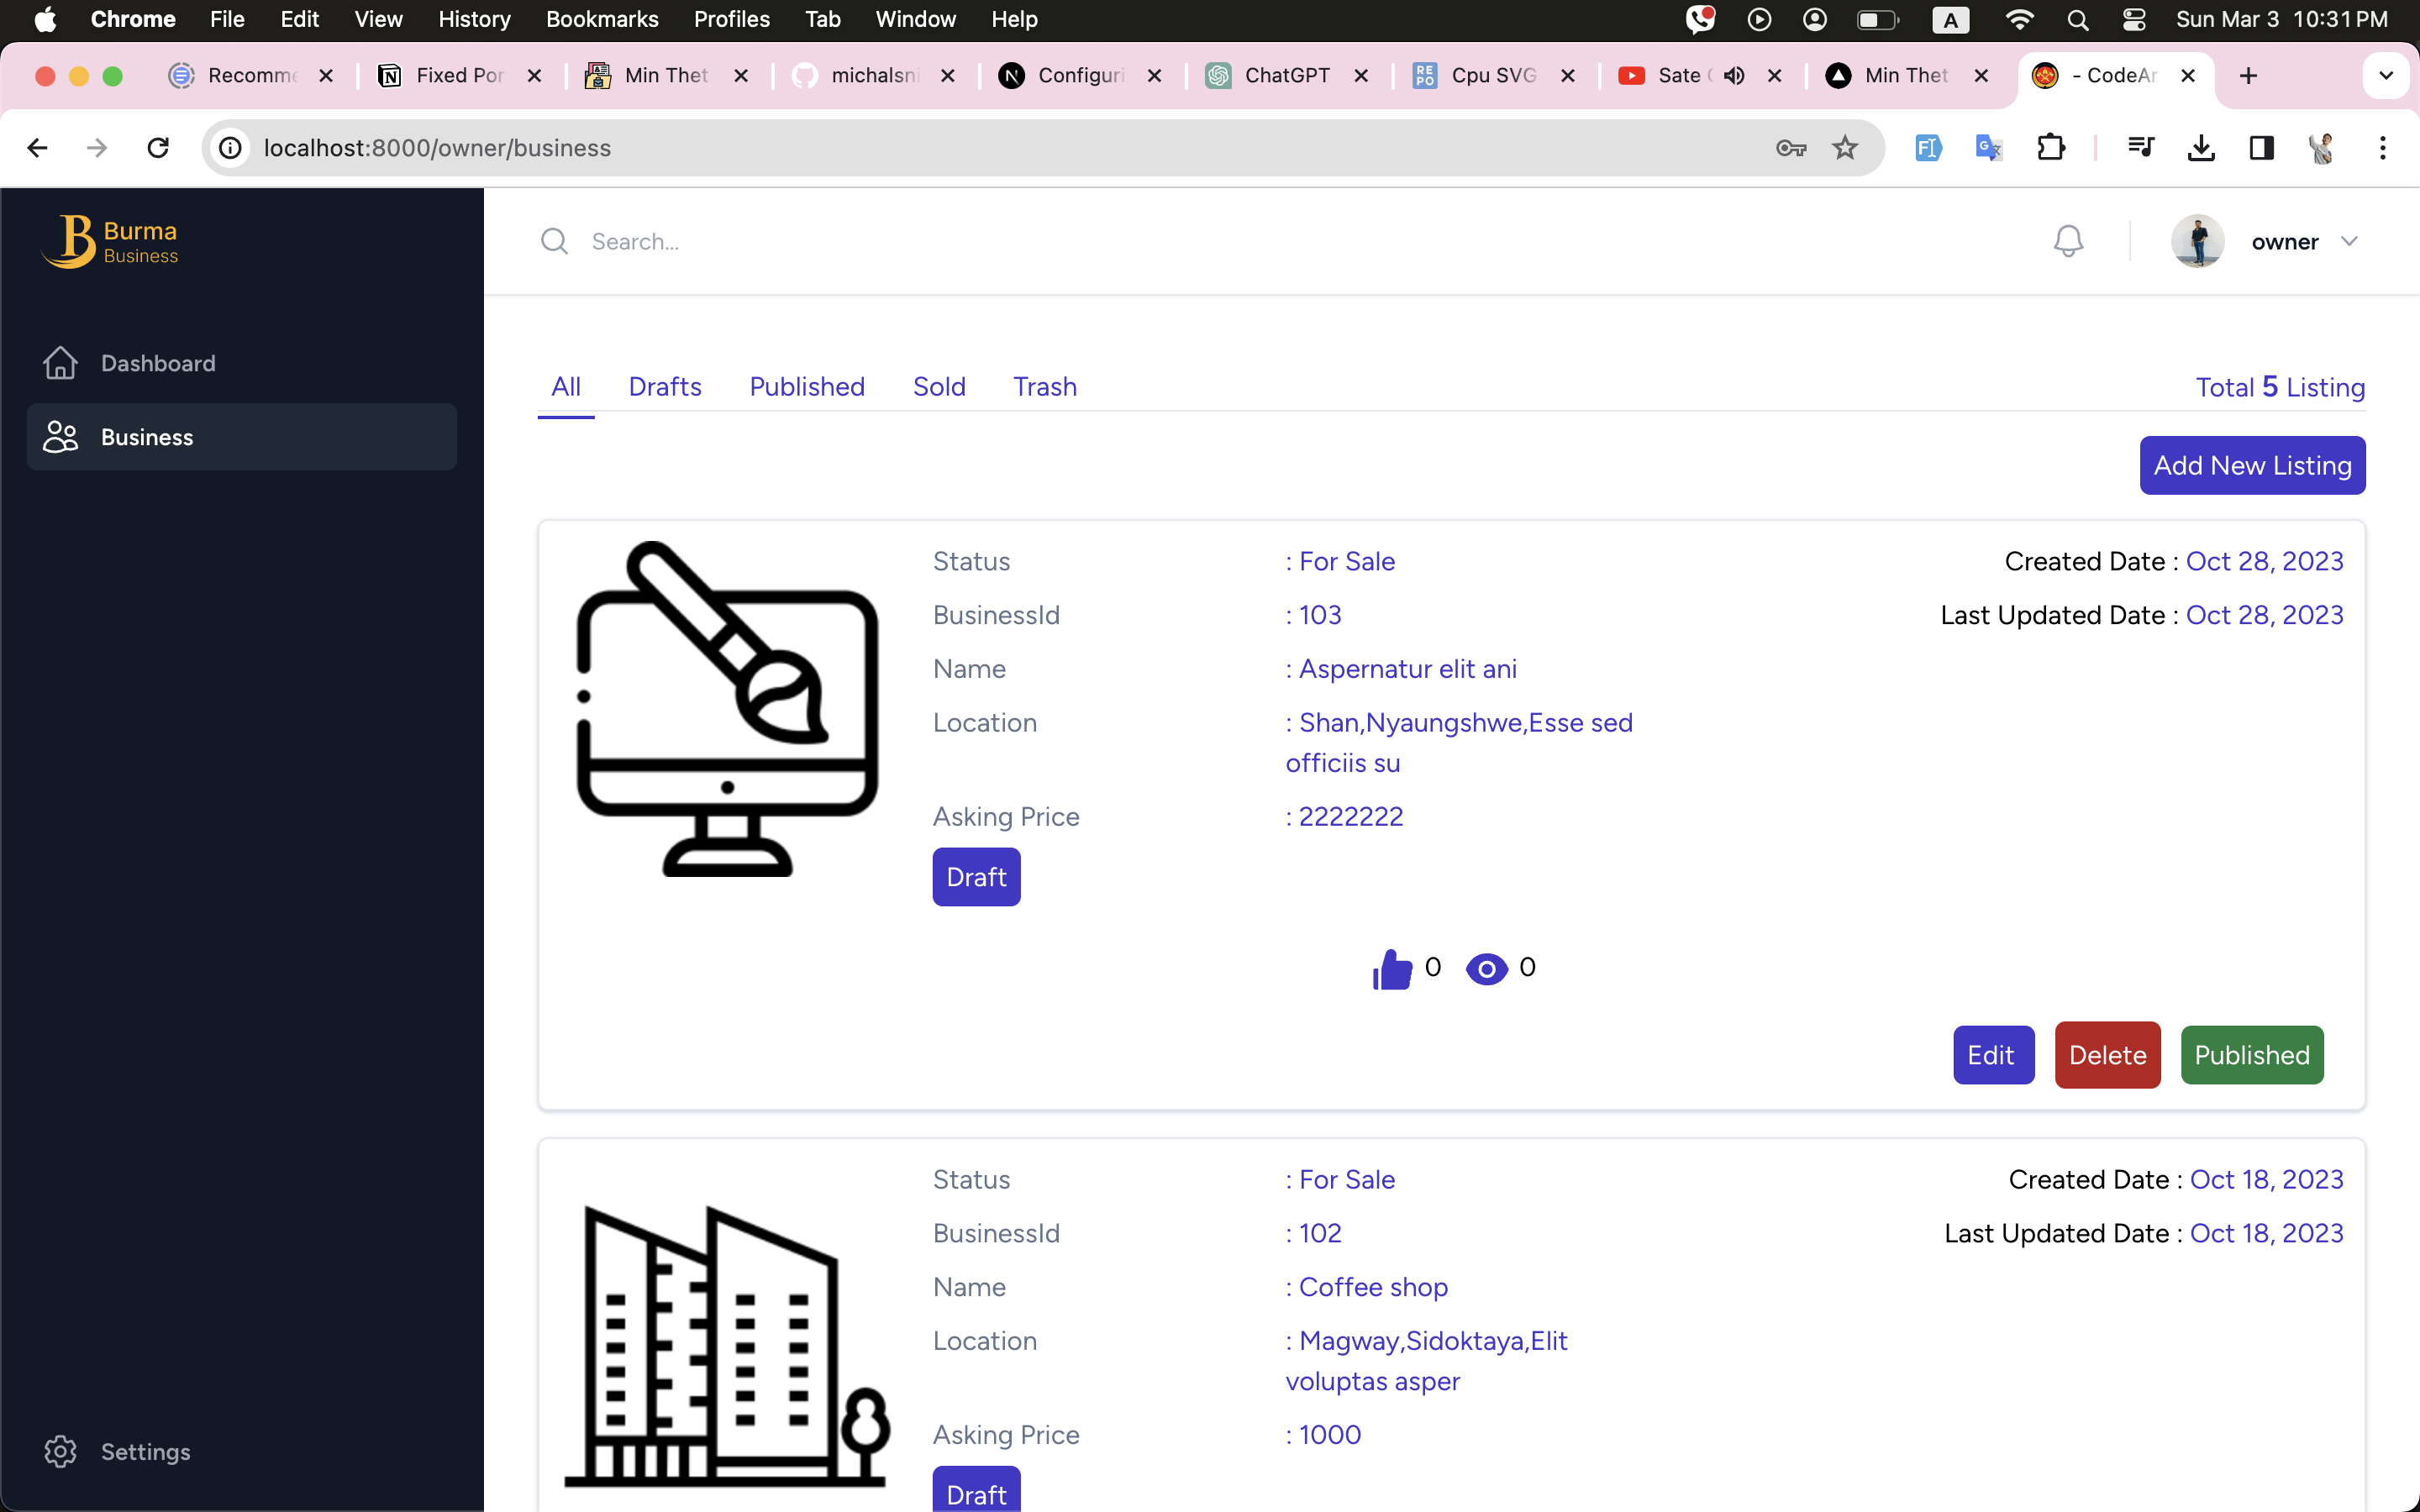 Chrome File Edit View History Bookmarks Profiles Tab Window Help A Sun Mar 3 10:31 PM
Recomme Fixed Por Min Thet michalsni Configuri ChatGPT REPO Cpu SVG Sate Min Thet - CodeAr
localhost:8000/owner/business
Burma
Business
Search...
owner
Dashboard
Business
Settings
All Drafts Published Sold Trash Total 5 Listing
Add New Listing
Status : For Sale Created Date : Oct 28, 2023
BusinessId : 103 Last Updated Date : Oct 28, 2023
Name : Aspernatur elit ani
Location : Shan,Nyaungshwe,Esse sed
officiis su
Asking Price : 2222222
Draft
0 0
Edit Delete Published
Status : For Sale Created Date : Oct 18, 2023
BusinessId : 102 Last Updated Date : Oct 18, 2023
Name : Coffee shop
Location : Magway,Sidoktaya,Elit
voluptas asper
Asking Price : 1000
Draft